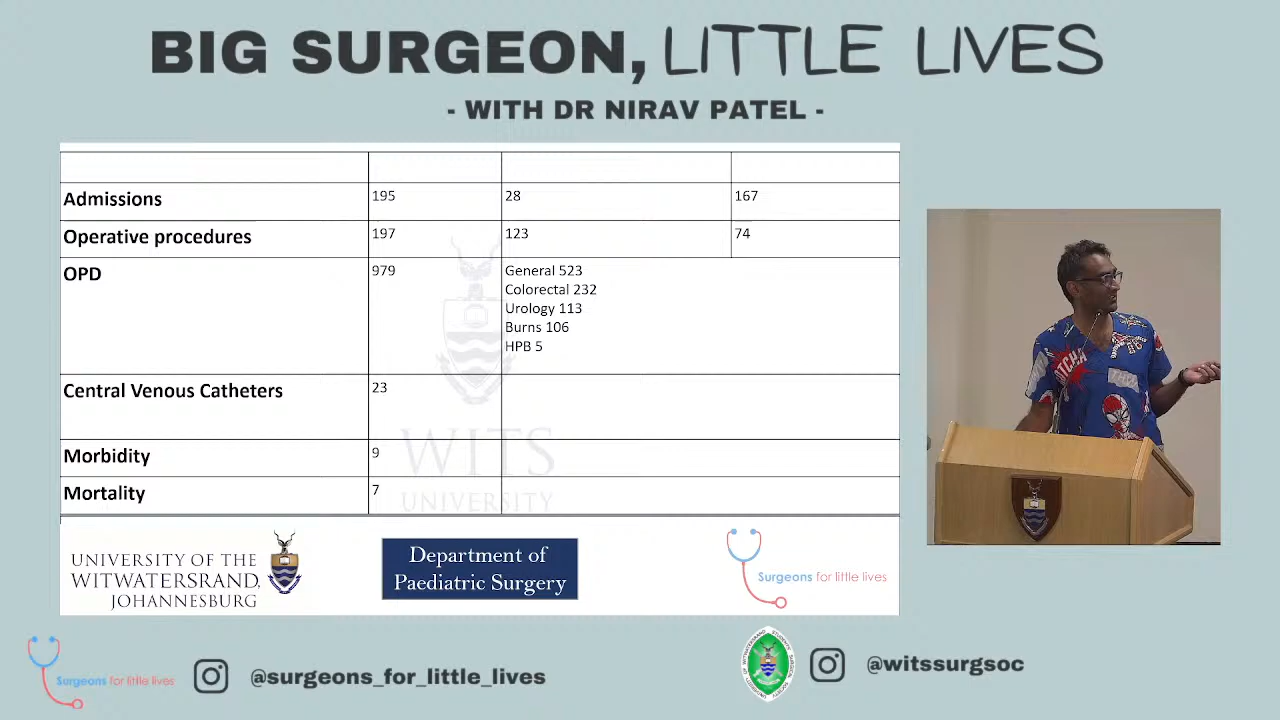 BIG SURGEON, LITTLE LIVES
- WITH DR NIRAV PATEL -
Admissions 195 28 167
Operative procedures 197 123 74
OPD 979 General 523
Colorectal 232
Urology 113
Burns 106
HPB 5
Central Venous Catheters 23
Morbidity 9
Mortality 7
WITS
UNIVERSITY
UNIVERSITY OF THE
WITWATERSRAND,
JOHANNESBURG
Department of
Paediatric Surgery
Surgeons for little lives
Surgeons for little lives
@surgeons_for_little_lives
@witssurgsoc